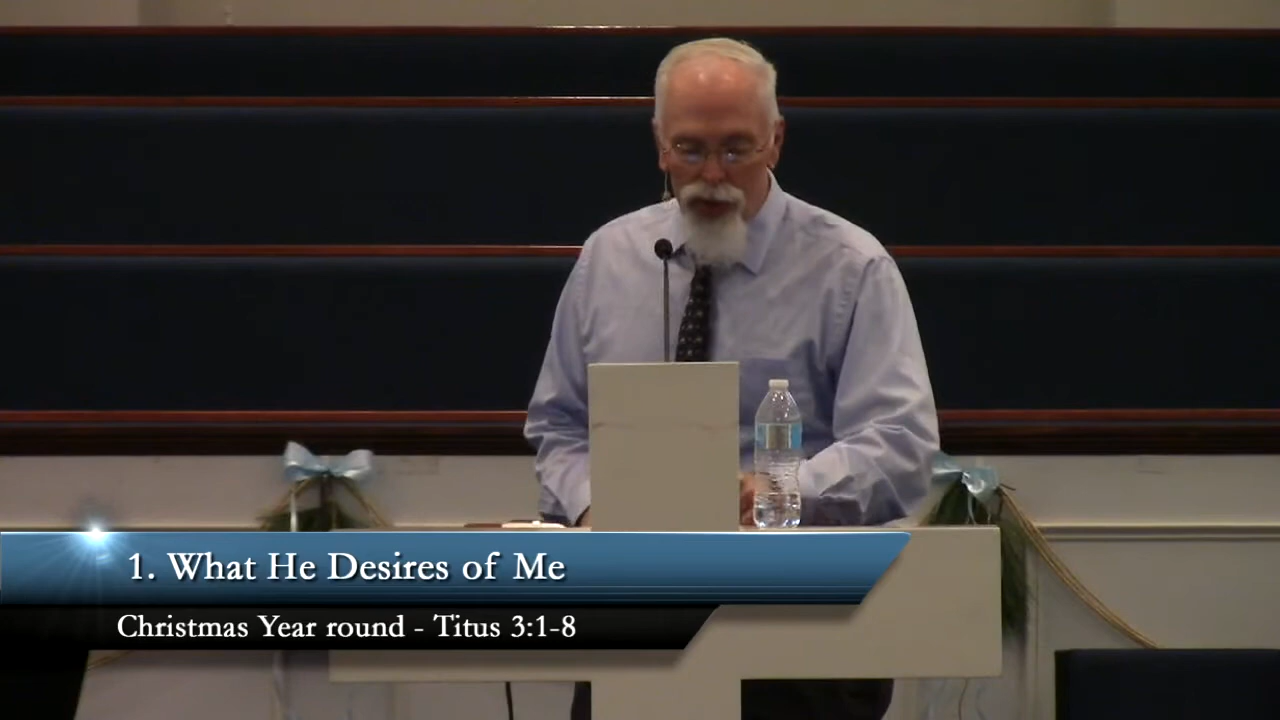 1. What He Desires of Me
Christmas Year round - Titus 3:1-8